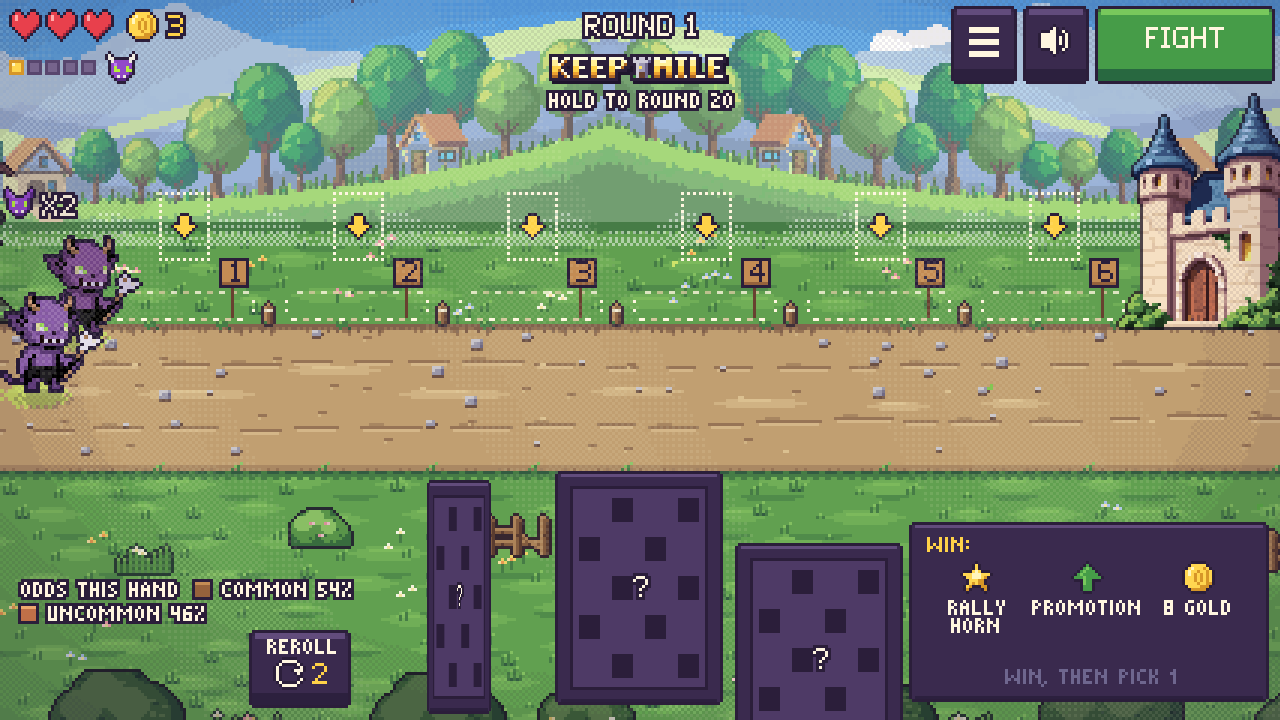 3
ROUND 1
KEEP MILE
HOLD TO ROUND 20
FIGHT
X2
1
2
3
4
5
6
ODDS THIS HAND COMMON 54%
UNCOMMON 46%
REROLL
2
?
?
?
WIN:
RALLY HORN
PROMOTION
8 GOLD
WIN, THEN PICK 1